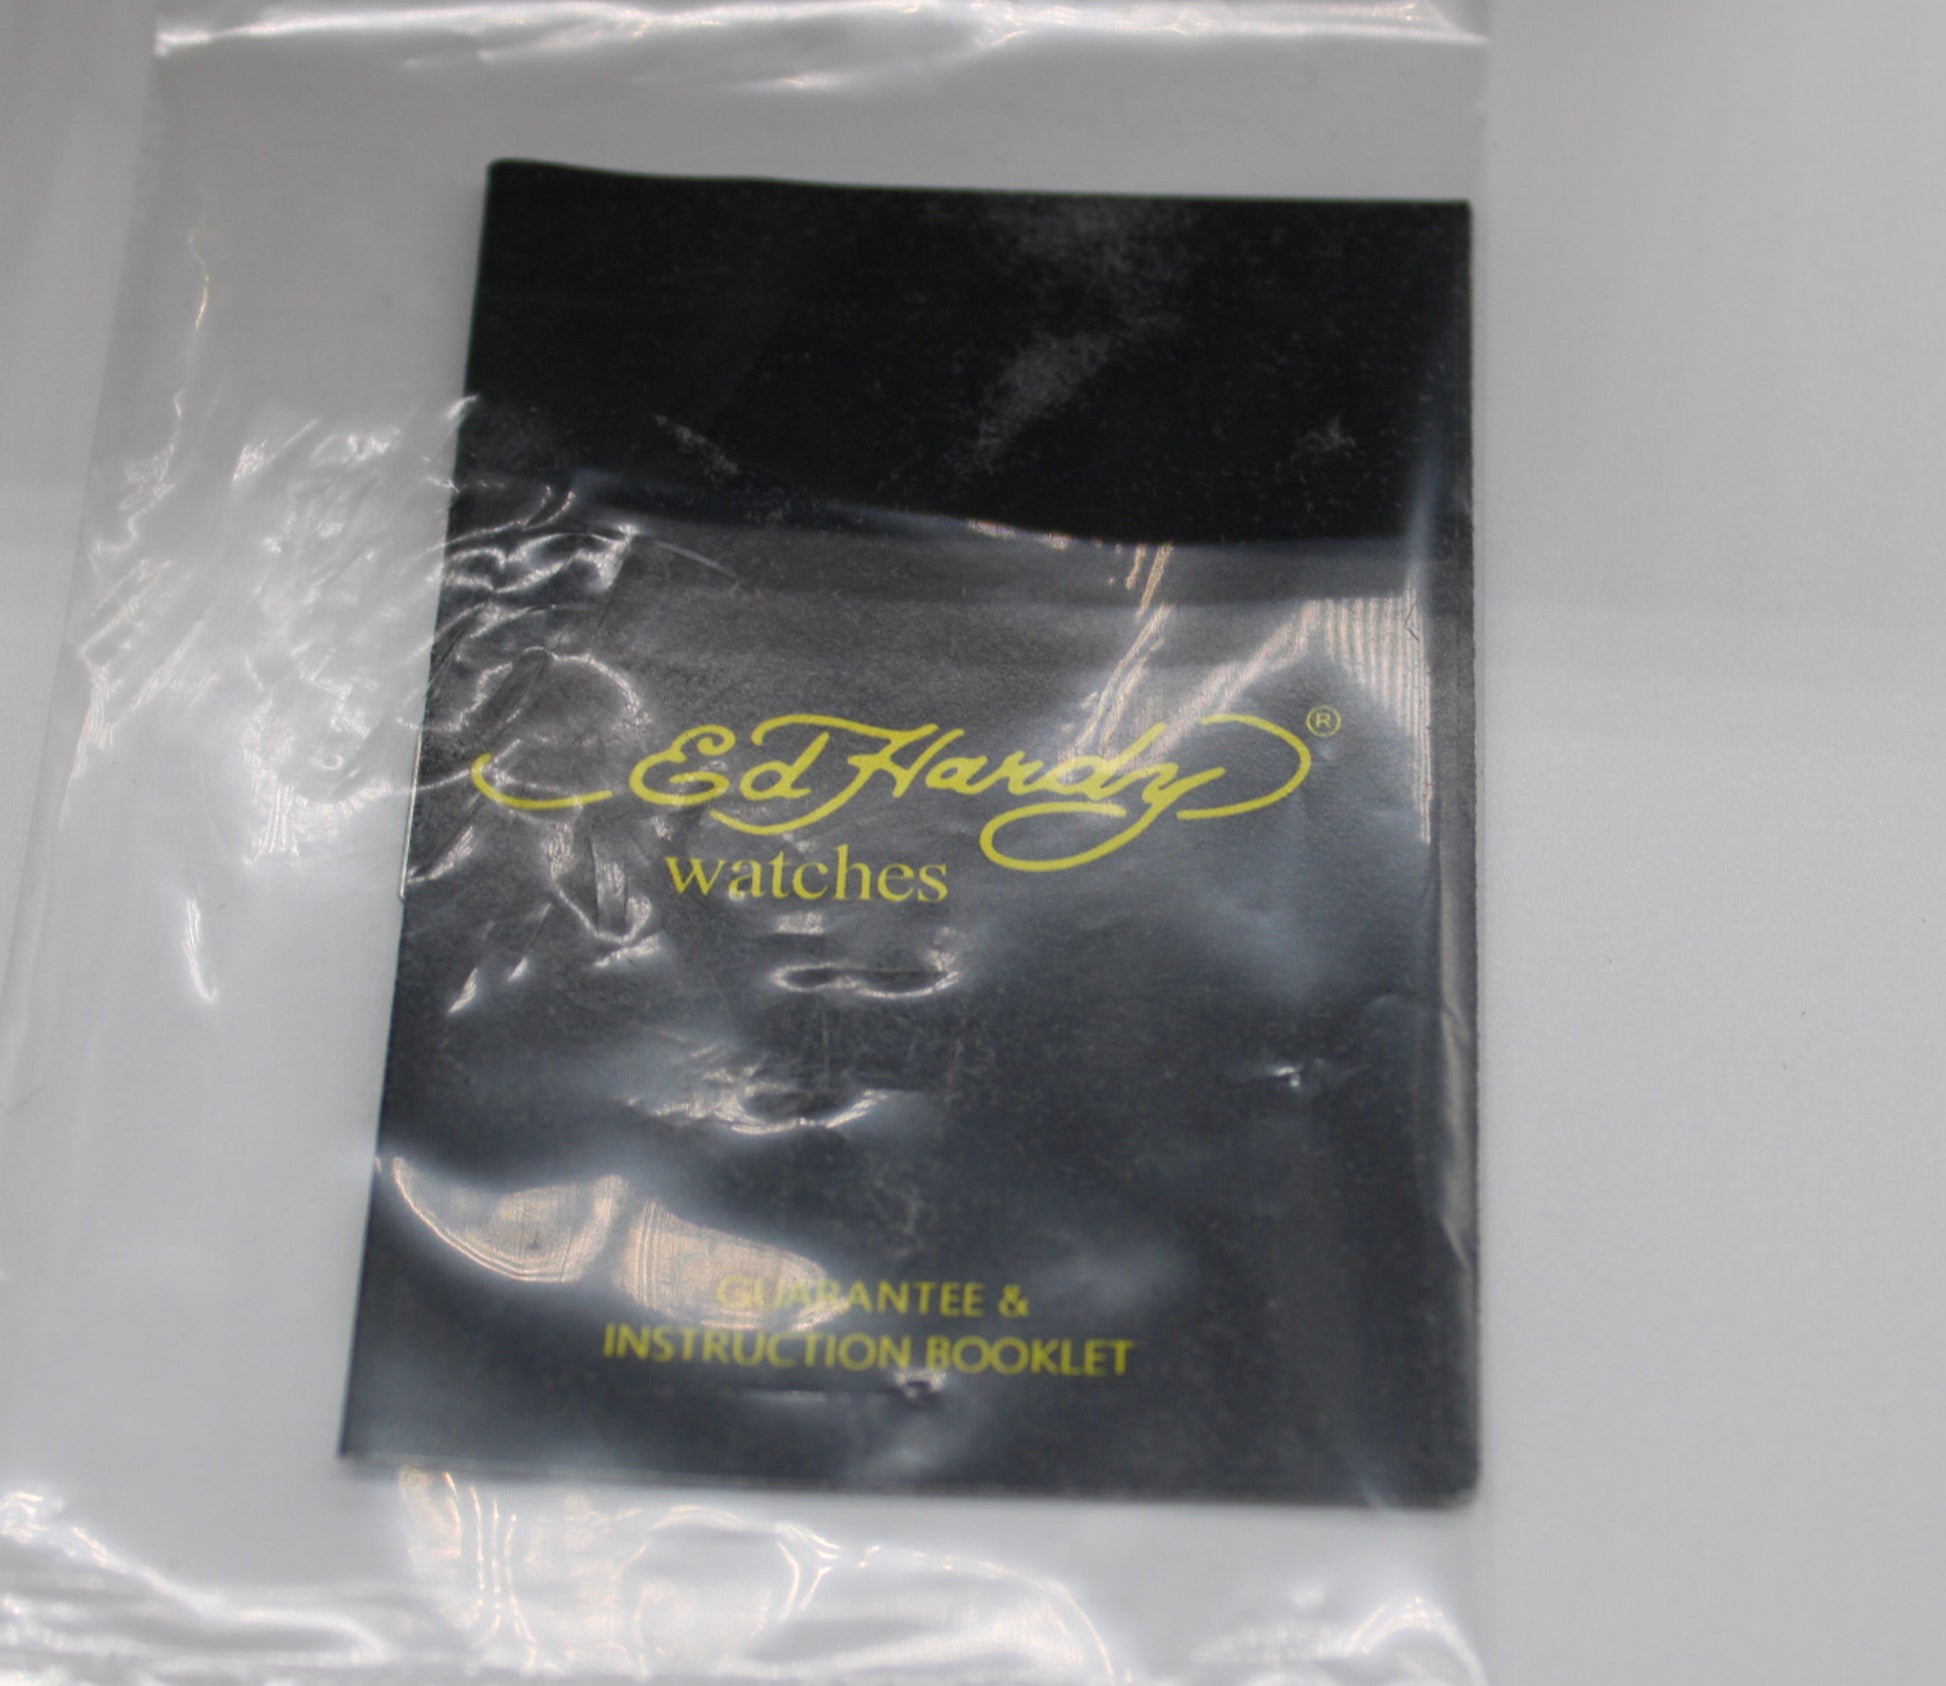 Ed Hardy®
watches
GUARANTEE &
INSTRUCTION BOOKLET